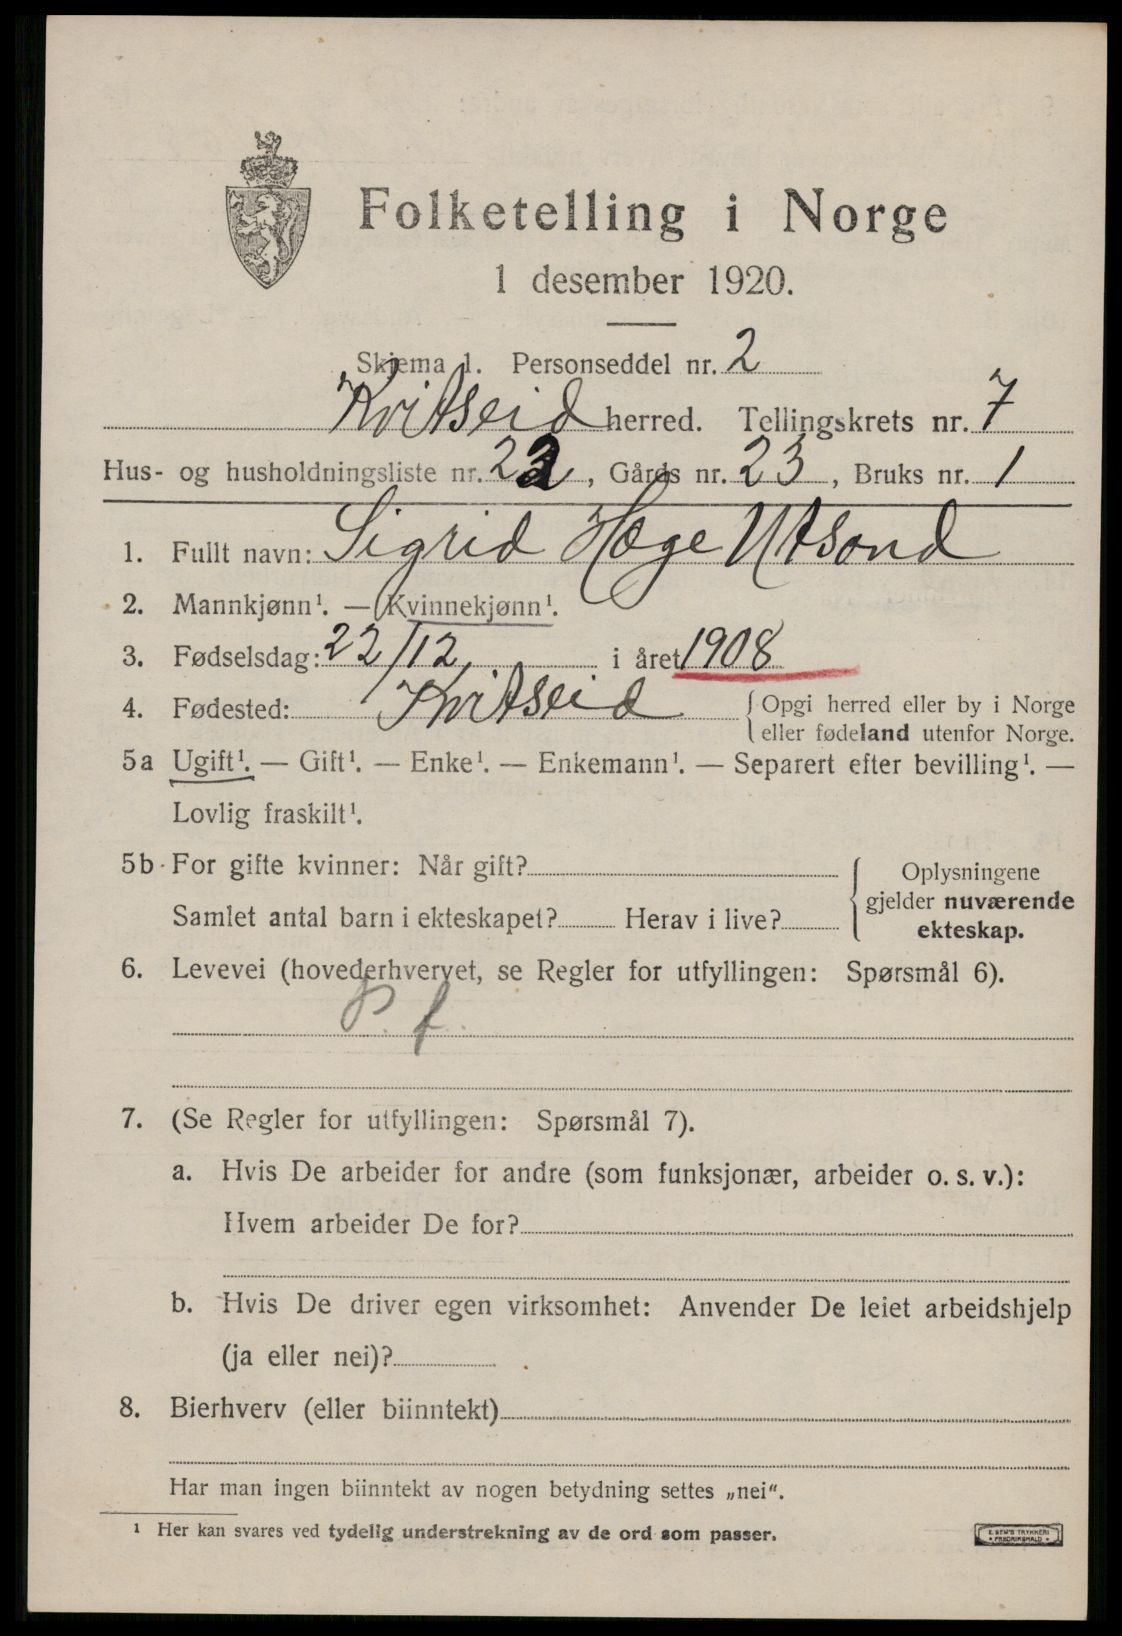 Folketelling i Norge
1 desember 1920.
Skjema 1. Personseddel nr. 2
Kvitseid herred. Tellingskrets nr. 7
Hus- og husholdningsliste nr. 22, Gårds nr. 23, Bruks nr. 1
1. Fullt navn: Sigrid Hæge Utsond
2. Mannkjønn¹. — Kvinnekjønn¹.
3. Fødselsdag: 22/12 i året 1908
4. Fødested: Kvitseid { Opgi herred eller by i Norge
eller fødeland utenfor Norge.
5a Ugift¹. — Gift¹. — Enke¹. — Enkemann¹. — Separert efter bevilling¹. —
Lovlig fraskilt¹.
5b For gifte kvinner: Når gift?
Samlet antal barn i ekteskapet? Herav i live?
Oplysningene
gjelder nuværende
ekteskap.
6. Levevei (hovederhvervet, se Regler for utfyllingen: Spørsmål 6).
p. f.
7. (Se Regler for utfyllingen: Spørsmål 7).
a. Hvis De arbeider for andre (som funksjonær, arbeider o. s. v.):
Hvem arbeider De for?
b. Hvis De driver egen virksomhet: Anvender De leiet arbeidshjelp
(ja eller nei)?
8. Bierhverv (eller biinntekt)
Har man ingen biinntekt av nogen betydning settes „nei“.
¹ Her kan svares ved tydelig understrekning av de ord som passer.
E. SEM'S TRYKKERI
FREDRIKSHALD